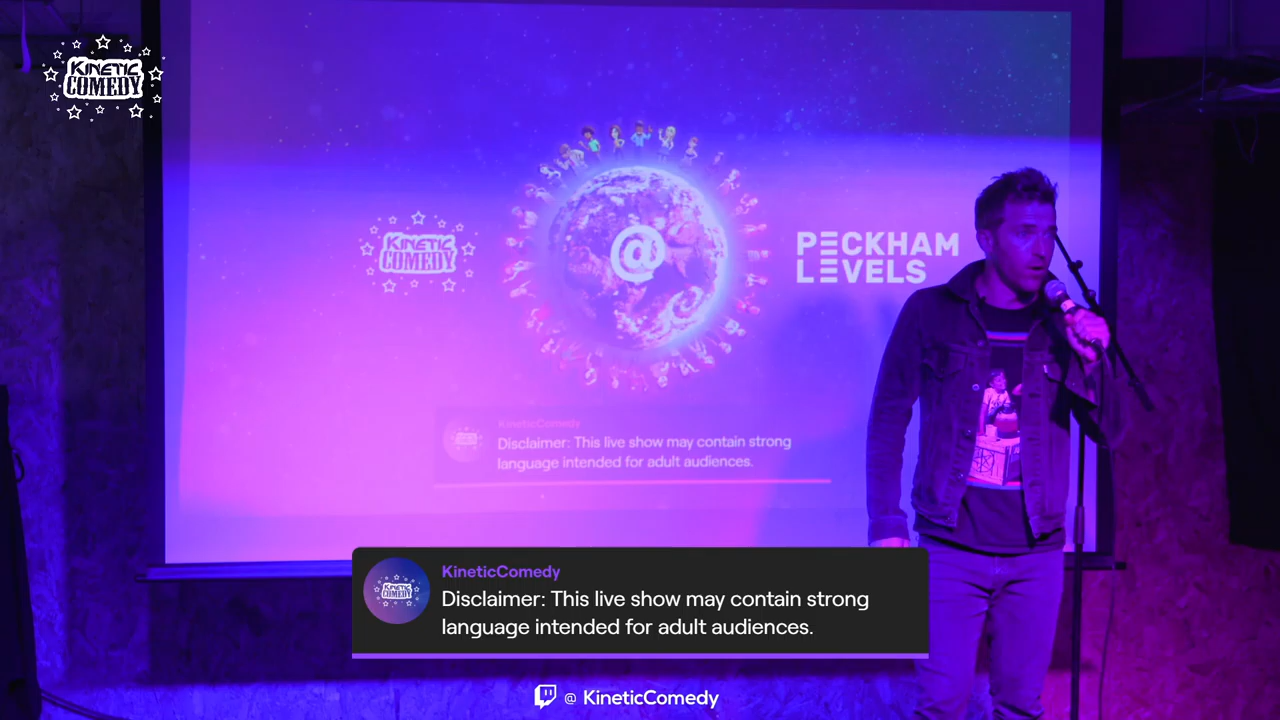 KINETIC
COMEDY
KINETIC
COMEDY
@
PECKHAM
LEVELS
KineticComedy
Disclaimer: This live show may contain strong
language intended for adult audiences.
KineticComedy
Disclaimer: This live show may contain strong
language intended for adult audiences.
@ KineticComedy